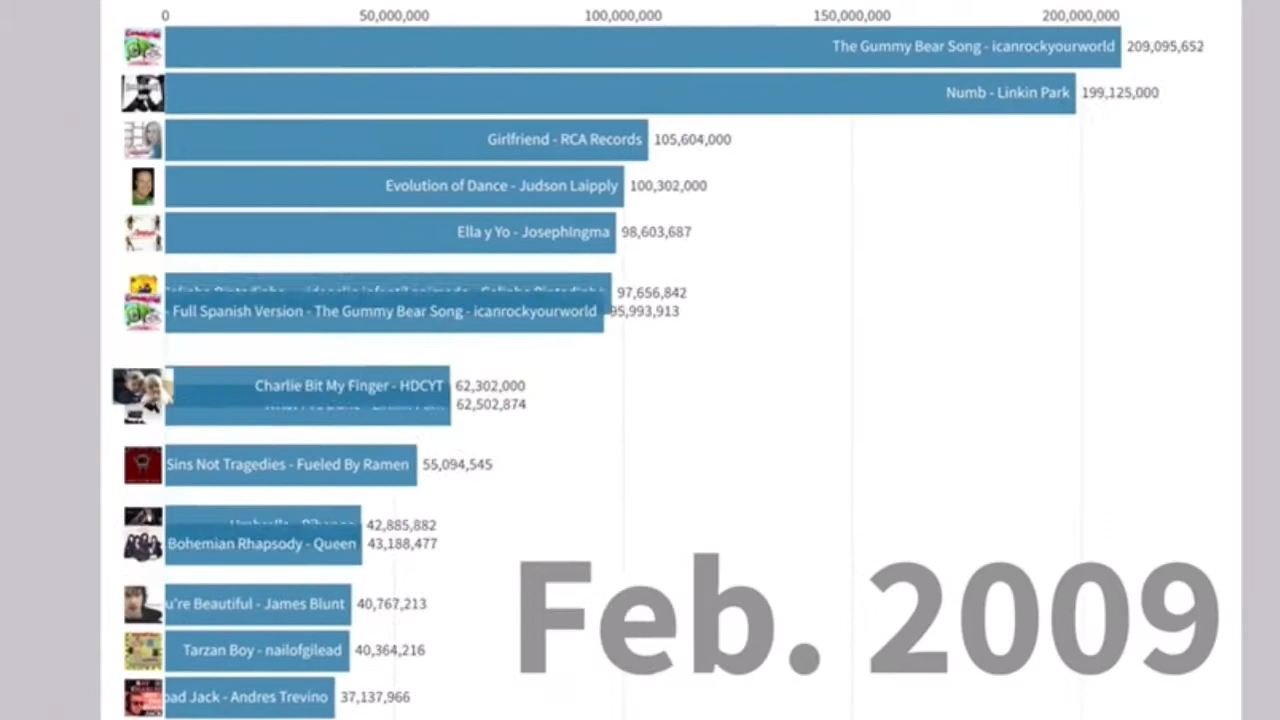 0 50,000,000 100,000,000 150,000,000 200,000,000
The Gummy Bear Song - icanrockyourworld 209,095,652
Numb - Linkin Park 199,125,000
Girlfriend - RCA Records 105,604,000
Evolution of Dance - Judson Laipply 100,302,000
Ella y Yo - JosephIngma 98,603,687
97,656,842
- Full Spanish Version - The Gummy Bear Song - icanrockyourworld 95,993,913
Charlie Bit My Finger - HDCYT 62,302,000
62,502,874
Sins Not Tragedies - Fueled By Ramen 55,094,545
42,885,882
Bohemian Rhapsody - Queen 43,188,477
u're Beautiful - James Blunt 40,767,213
Tarzan Boy - nailofgilead 40,364,216
oad Jack - Andres Trevino 37,137,966
Feb. 2009